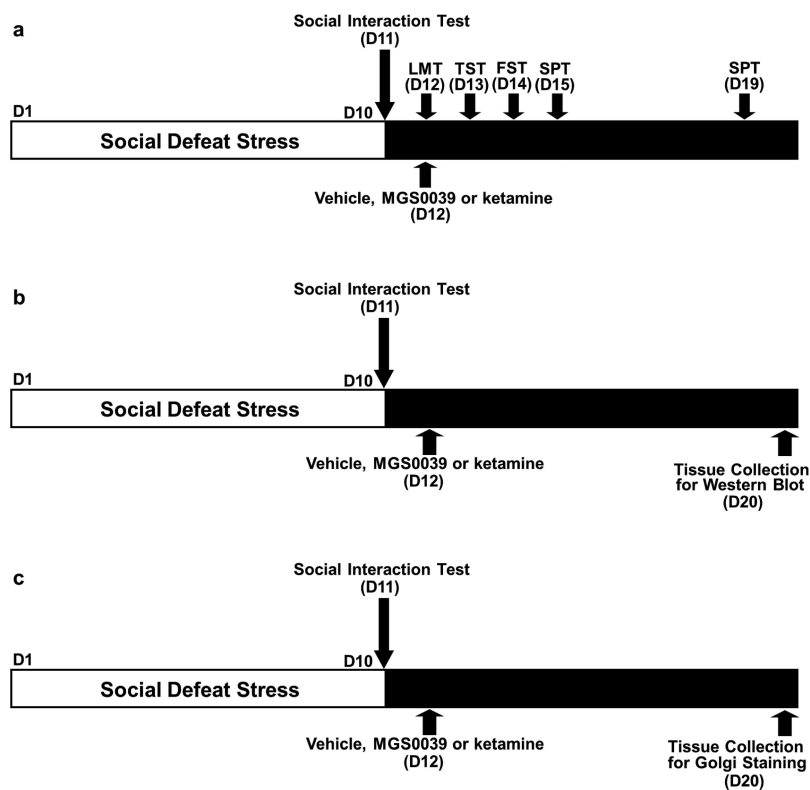 a
Social Interaction Test
(D11)
LMT TST FST SPT SPT
(D12) (D13) (D14) (D15) (D19)
D1 D10
Social Defeat Stress
Vehicle, MGS0039 or ketamine
(D12)
b
Social Interaction Test
(D11)
D1 D10
Social Defeat Stress
Vehicle, MGS0039 or ketamine
(D12)
Tissue Collection
for Western Blot
(D20)
c
Social Interaction Test
(D11)
D1 D10
Social Defeat Stress
Vehicle, MGS0039 or ketamine
(D12)
Tissue Collection
for Golgi Staining
(D20)